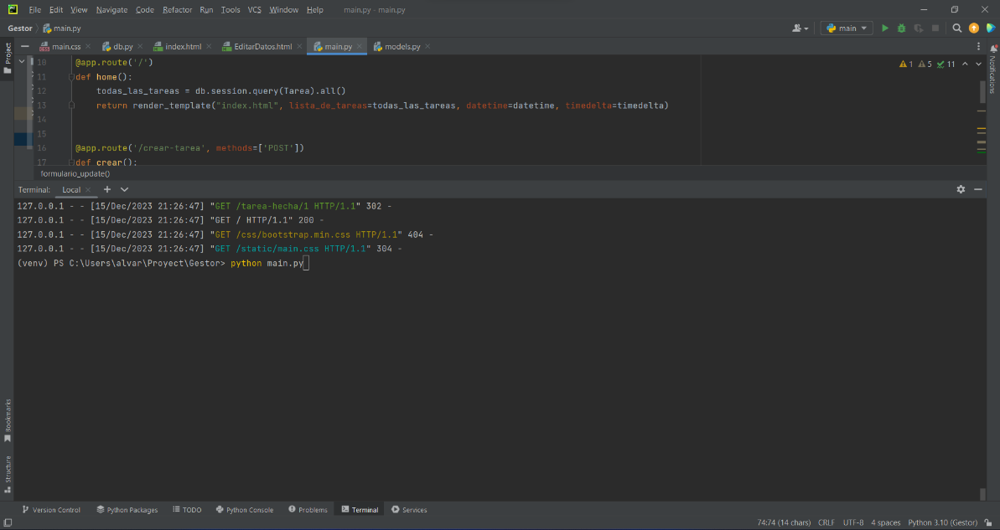 PC File Edit View Navigate Code Refactor Run Tools VCS Window Help main.py - main.py
Gestor main.py main
Project main.css db.py index.html EditarDatos.html main.py models.py Notifications
10 @app.route('/') 1 5 11
11 def home():
12 todas_las_tareas = db.session.query(Tarea).all()
13 return render_template("index.html", lista_de_tareas=todas_las_tareas, datetime=datetime, timedelta=timedelta)
14
15
16 @app.route('/crear-tarea', methods=['POST'])
17 def crear():
formulario_update()
Terminal: Local
127.0.0.1 - - [15/Dec/2023 21:26:47] "GET /tarea-hecha/1 HTTP/1.1" 302 -
127.0.0.1 - - [15/Dec/2023 21:26:47] "GET / HTTP/1.1" 200 -
127.0.0.1 - - [15/Dec/2023 21:26:47] "GET /css/bootstrap.min.css HTTP/1.1" 404 -
127.0.0.1 - - [15/Dec/2023 21:26:47] "GET /static/main.css HTTP/1.1" 304 -
(venv) PS C:\Users\alvar\Proyect\Gestor> python main.py
Bookmarks
Structure
Version Control Python Packages TODO Python Console Problems Terminal Services
74:74 (14 chars) CRLF UTF-8 4 spaces Python 3.10 (Gestor)